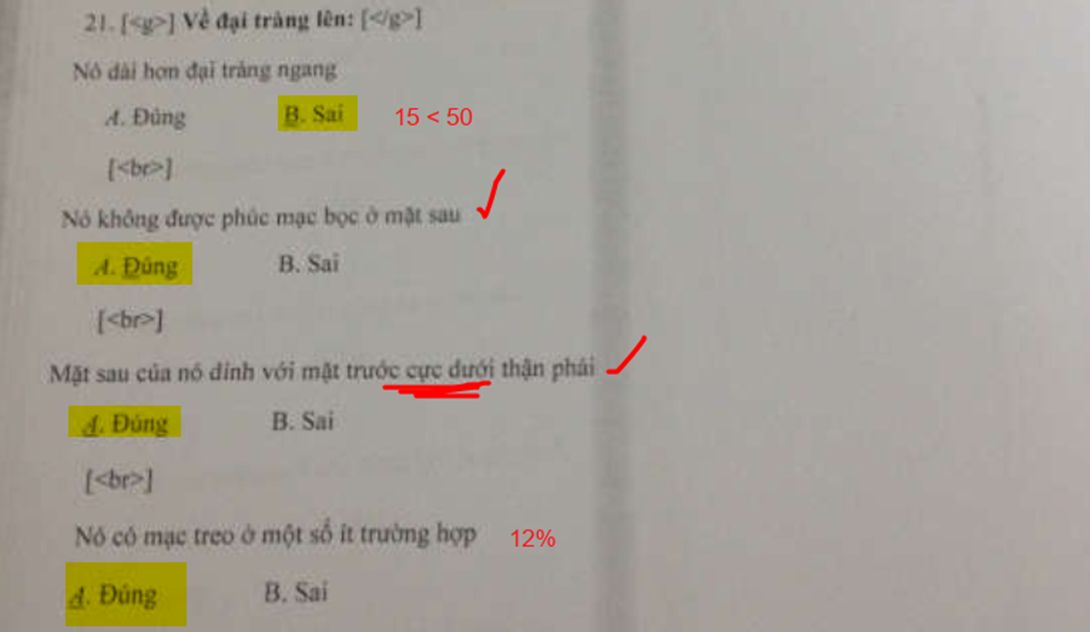 21. [<g>] Về đại tràng lên: [</g>]
Nó dài hơn đại tràng ngang
A. Đúng B. Sai 15 < 50
[<br>]
Nó không được phúc mạc bọc ở mặt sau
A. Đúng B. Sai
[<br>]
Mặt sau của nó dính với mặt trước cực dưới thận phải
A. Đúng B. Sai
[<br>]
Nó có mạc treo ở một số ít trường hợp 12%
A. Đúng B. Sai